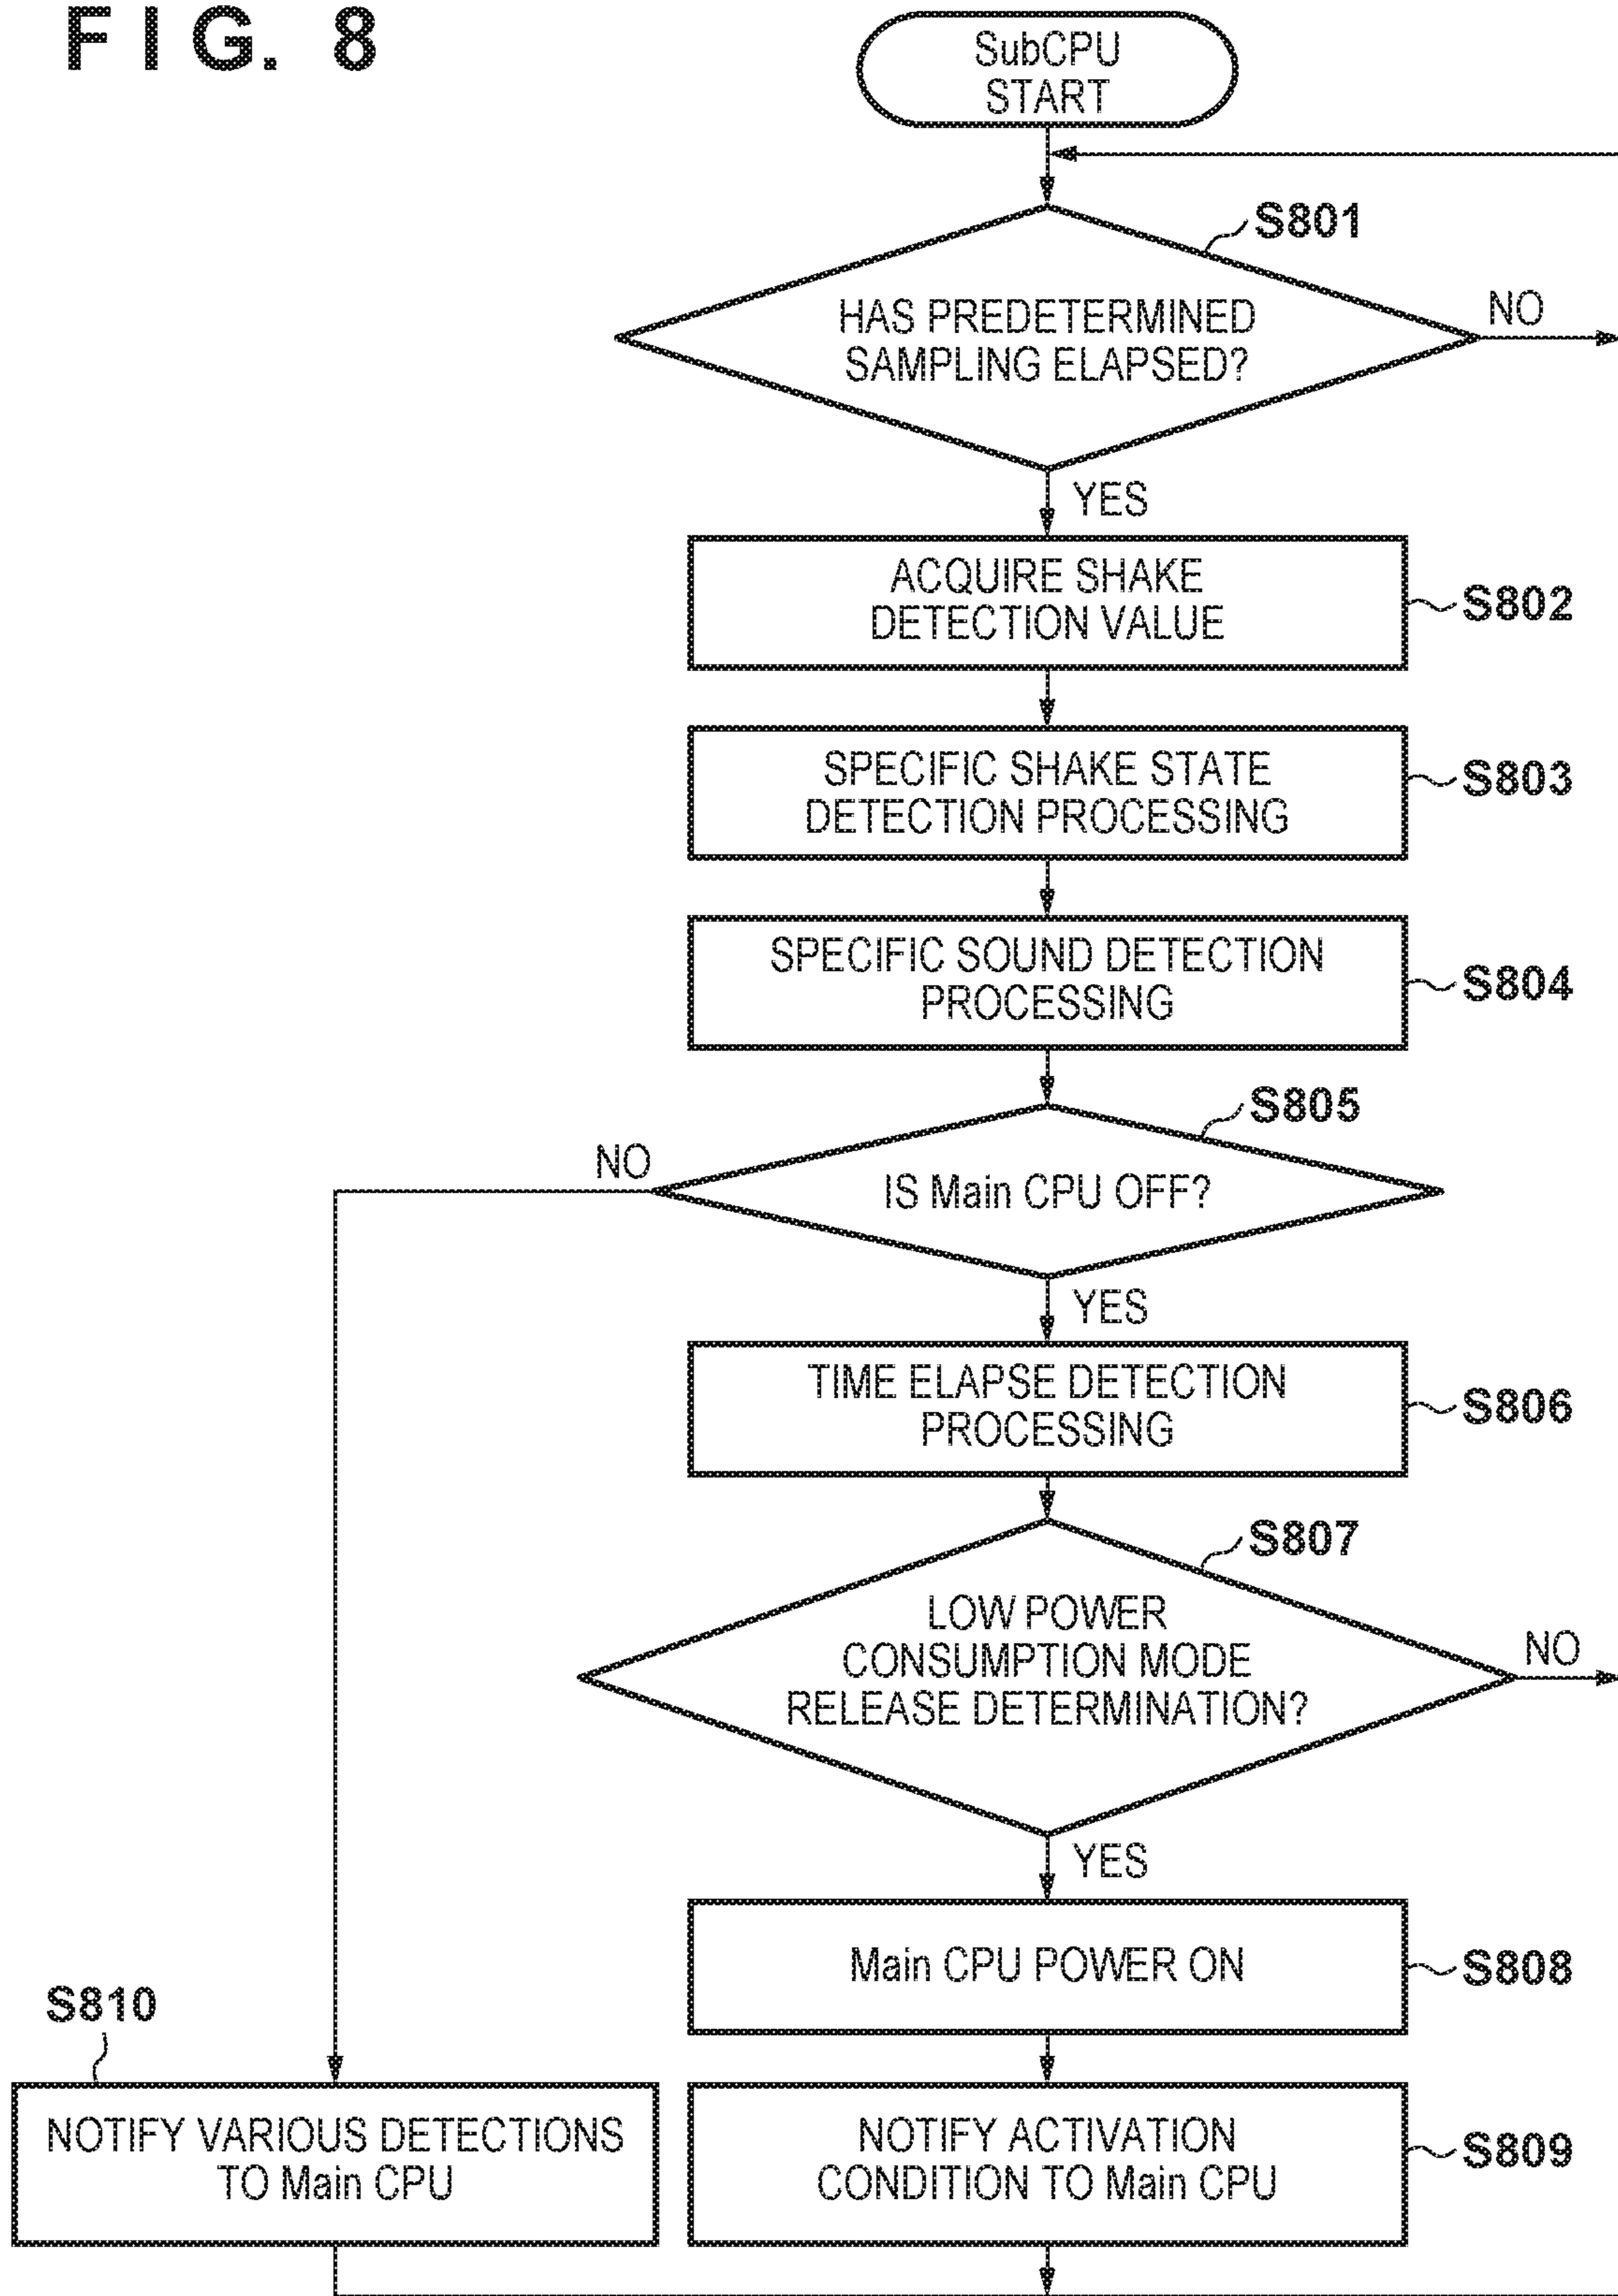 FIG. 8
SubCPU
START
S801
HAS PREDETERMINED
SAMPLING ELAPSED?
NO
YES
ACQUIRE SHAKE
DETECTION VALUE
S802
SPECIFIC SHAKE STATE
DETECTION PROCESSING
S803
SPECIFIC SOUND DETECTION
PROCESSING
S804
S805
NO
IS Main CPU OFF?
YES
TIME ELAPSE DETECTION
PROCESSING
S806
S807
LOW POWER
CONSUMPTION MODE
RELEASE DETERMINATION?
NO
YES
Main CPU POWER ON
S808
S810
NOTIFY VARIOUS DETECTIONS
TO Main CPU
NOTIFY ACTIVATION
CONDITION TO Main CPU
S809